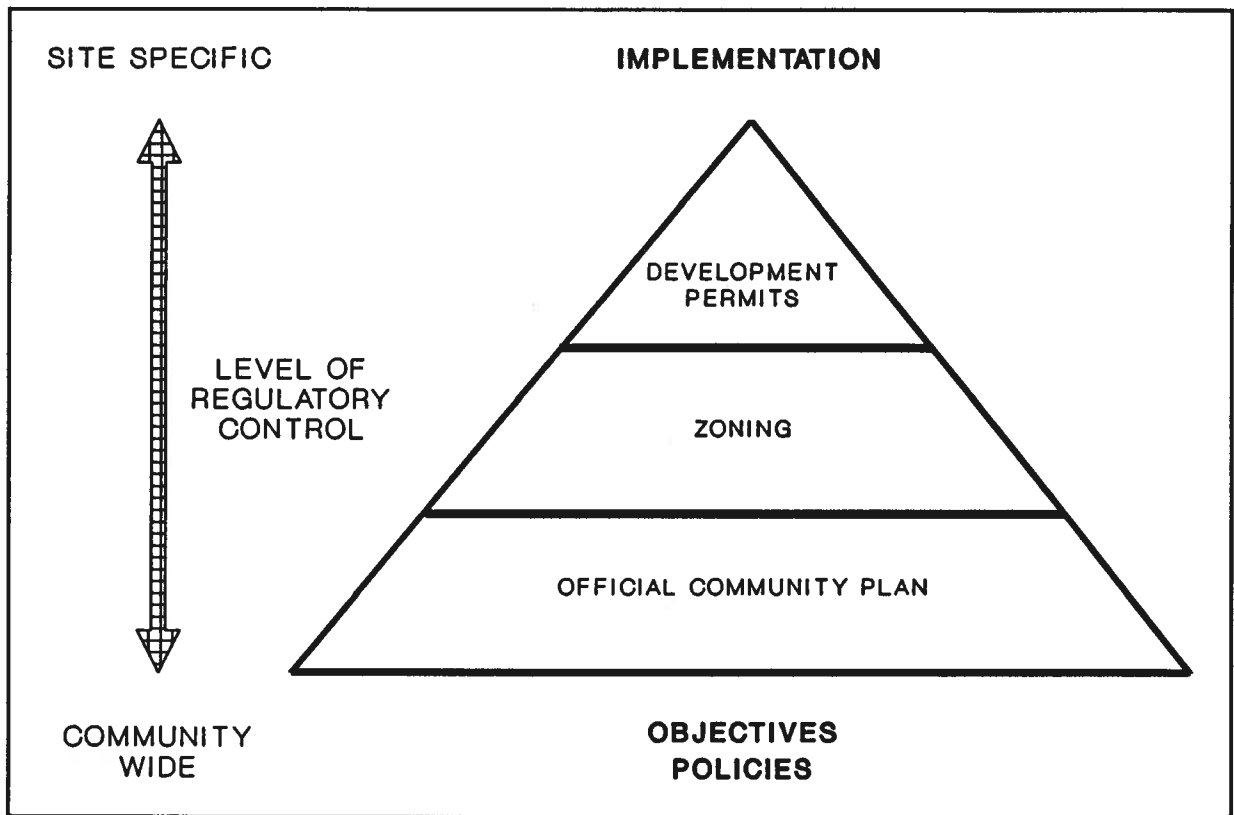 SITE SPECIFIC
IMPLEMENTATION
DEVELOPMENT
PERMITS
LEVEL OF
REGULATORY
CONTROL
ZONING
OFFICIAL COMMUNITY PLAN
COMMUNITY
WIDE
OBJECTIVES
POLICIES